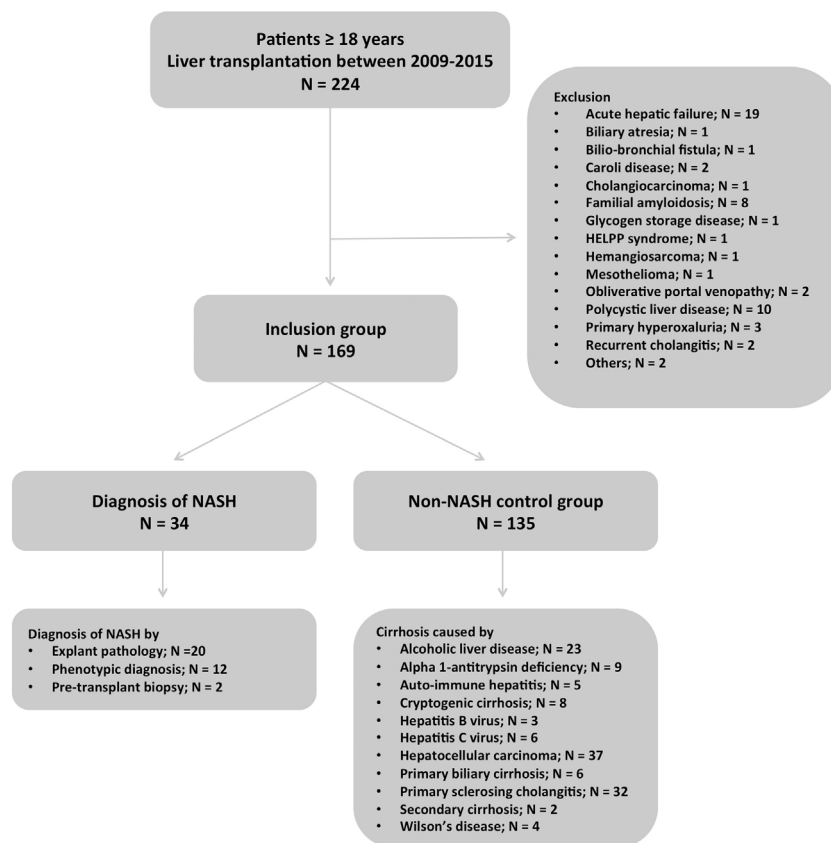 Patients ≥ 18 years
Liver transplantation between 2009-2015
N = 224
Exclusion
• Acute hepatic failure; N = 19
• Biliary atresia; N = 1
• Bilio-bronchial fistula; N = 1
• Caroli disease; N = 2
• Cholangiocarcinoma; N = 1
• Familial amyloidosis; N = 8
• Glycogen storage disease; N = 1
• HELPP syndrome; N = 1
• Hemangiosarcoma; N = 1
• Mesothelioma; N = 1
• Obliverative portal venopathy; N = 2
• Polycystic liver disease; N = 10
• Primary hyperoxaluria; N = 3
• Recurrent cholangitis; N = 2
• Others; N = 2
Inclusion group
N = 169
Diagnosis of NASH
N = 34
Non-NASH control group
N = 135
Diagnosis of NASH by
• Explant pathology; N =20
• Phenotypic diagnosis; N = 12
• Pre-transplant biopsy; N = 2
Cirrhosis caused by
• Alcoholic liver disease; N = 23
• Alpha 1-antitrypsin deficiency; N = 9
• Auto-immune hepatitis; N = 5
• Cryptogenic cirrhosis; N = 8
• Hepatitis B virus; N = 3
• Hepatitis C virus; N = 6
• Hepatocellular carcinoma; N = 37
• Primary biliary cirrhosis; N = 6
• Primary sclerosing cholangitis; N = 32
• Secondary cirrhosis; N = 2
• Wilson's disease; N = 4